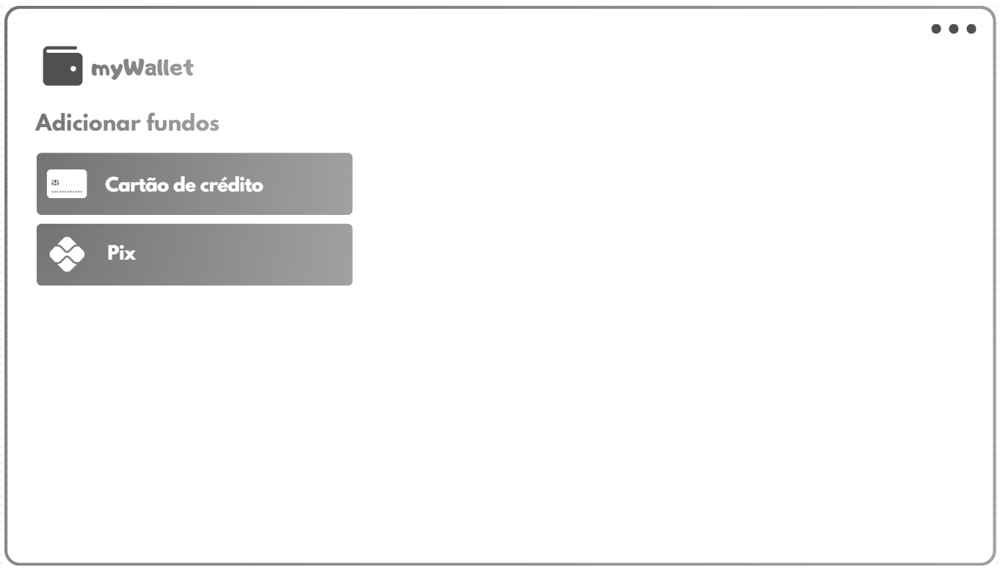 myWallet
Adicionar fundos
Cartão de crédito
Pix